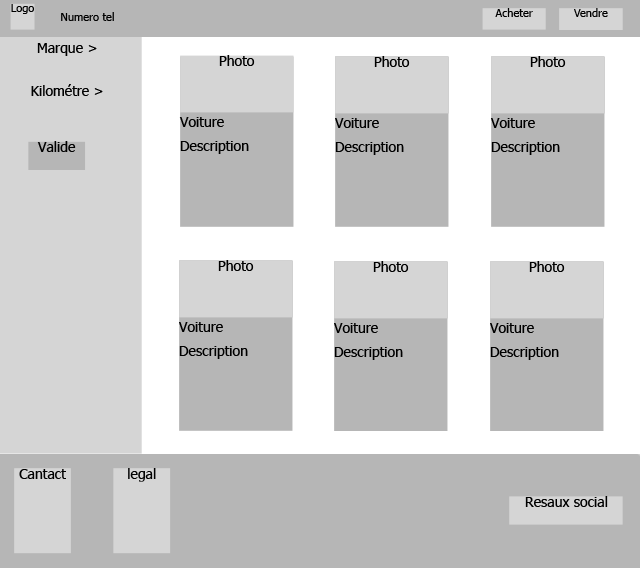 Logo
Numero tel
Acheter
Vendre
Marque >
Kilométre >
Valide
Photo
Photo
Photo
Voiture
Voiture
Voiture
Description
Description
Description
Photo
Photo
Photo
Voiture
Voiture
Voiture
Description
Description
Description
Cantact
legal
Resaux social